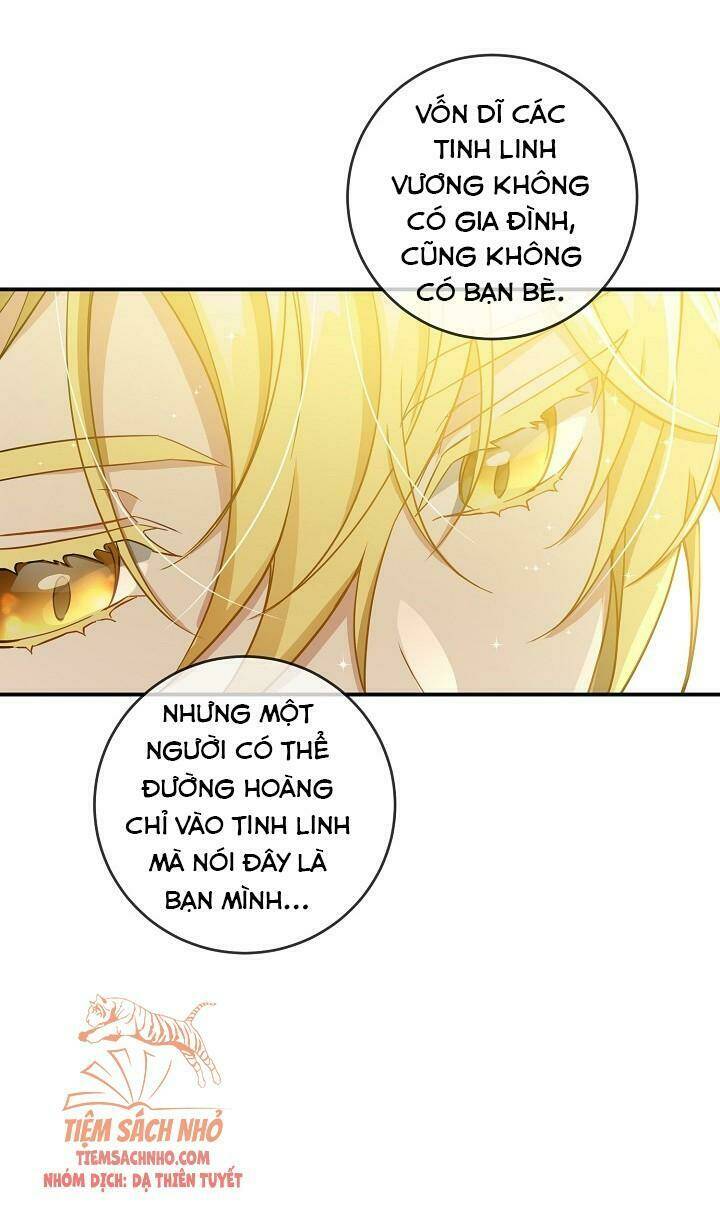 VỐN DĨ CÁC
TINH LINH
VƯƠNG KHÔNG
CÓ GIA ĐÌNH,
CŨNG KHÔNG
CÓ BẠN BÈ.
NHƯNG MỘT
NGƯỜI CÓ THỂ
ĐƯỜNG HOÀNG
CHỈ VÀO TINH LINH
MÀ NÓI ĐÂY LÀ
BẠN MÌNH...
TIỆM SÁCH NHỎ
TIEMSACHNHO.COM
NHÓM DỊCH: DẠ THIÊN TUYẾT